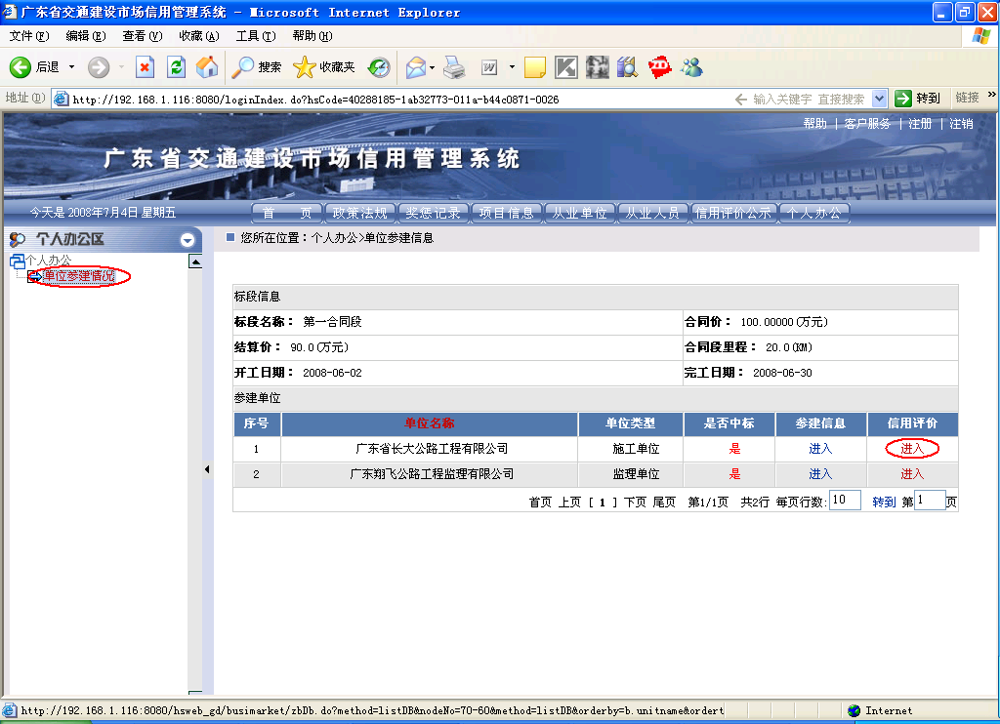 广东省交通建设市场信用管理系统 - Microsoft Internet Explorer
文件(F) 编辑(E) 查看(V) 收藏(A) 工具(T) 帮助(H)
后退 搜索 收藏夹
地址(D) http://192.168.1.116:8080/loginIndex.do?hsCode=40288185-1ab32773-011a-b44c0871-0026 输入关键字 直接搜索 转到 链接 »
帮助 | 客户服务 | 注册 | 注销
广东省交通建设市场信用管理系统
今天是 2008年7月4日 星期五 首 页 政策法规 奖惩记录 项目信息 从业单位 从业人员 信用评价公示 个人办公
个人办公区 您所在位置：个人办公>单位参建信息
个人办公
单位参建情况
标段信息
标段名称： 第一合同段 合同价： 100.00000(万元)
结算价： 90.0(万元) 合同段里程： 20.0(KM)
开工日期： 2008-06-02 完工日期： 2008-06-30
参建单位
序号 单位名称 单位类型 是否中标 参建信息 信用评价
1 广东省长大公路工程有限公司 施工单位 是 进入 进入
2 广东翔飞公路工程监理有限公司 监理单位 是 进入 进入
首页 上页 [ 1 ] 下页 尾页 第1/1页 共2行 每页行数: 10 转到 第 1 页
http://192.168.1.116:8080/hsweb_gd/busimarket/zbDb.do?method=listDB&nodeNo=70-60&method=listDB&orderby=b.unitname&ordert Internet